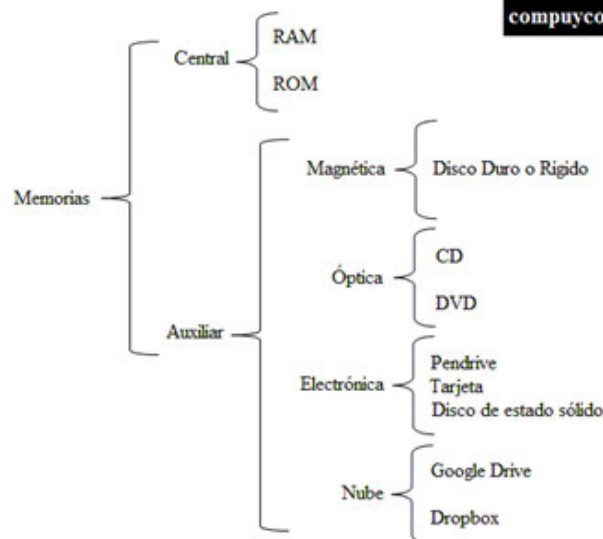 compuyco
Memorias
Central
RAM
ROM
Auxiliar
Magnética
Disco Duro o Rigido
Óptica
CD
DVD
Electrónica
Pendrive
Tarjeta
Disco de estado sólido
Nube
Google Drive
Dropbox